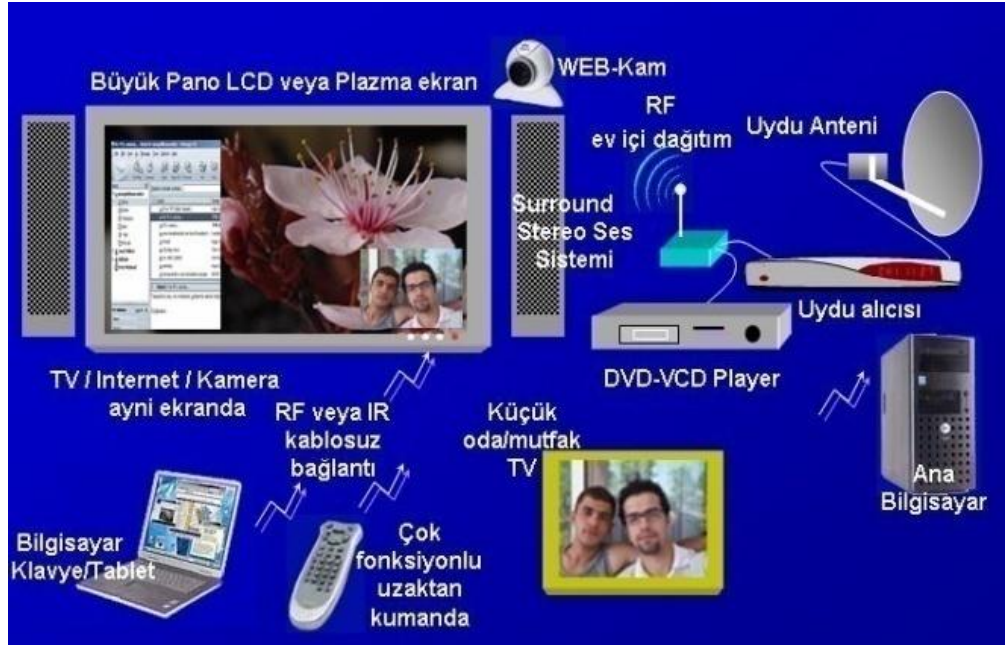 Büyük Pano LCD veya Plazma ekran
WEB-Kam
RF
ev içi dağıtım
Uydu Anteni
Surround
Stereo Ses
Sistemi
Uydu alıcısı
DVD-VCD Player
TV / Internet / Kamera
ayni ekranda
RF veya IR
kablosuz
bağlantı
Küçük
oda/mutfak
TV
Ana
Bilgisayar
Bilgisayar
Klavye/Tablet
Çok
fonksiyonlu
uzaktan
kumanda